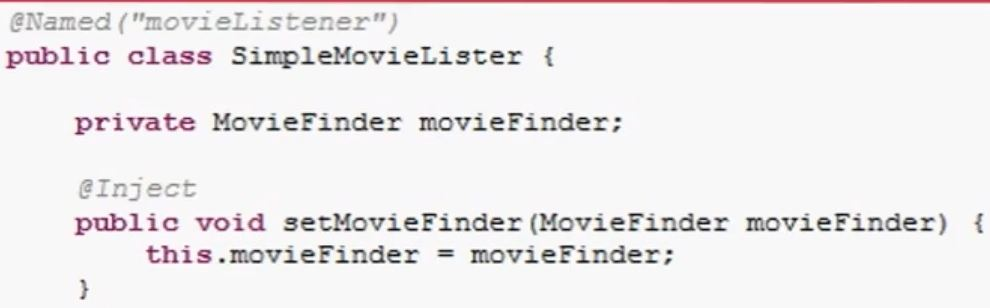 @Named("movieListener")
public class SimpleMovieLister {
private MovieFinder movieFinder;
@Inject
public void setMovieFinder(MovieFinder movieFinder) {
this.movieFinder = movieFinder;
}